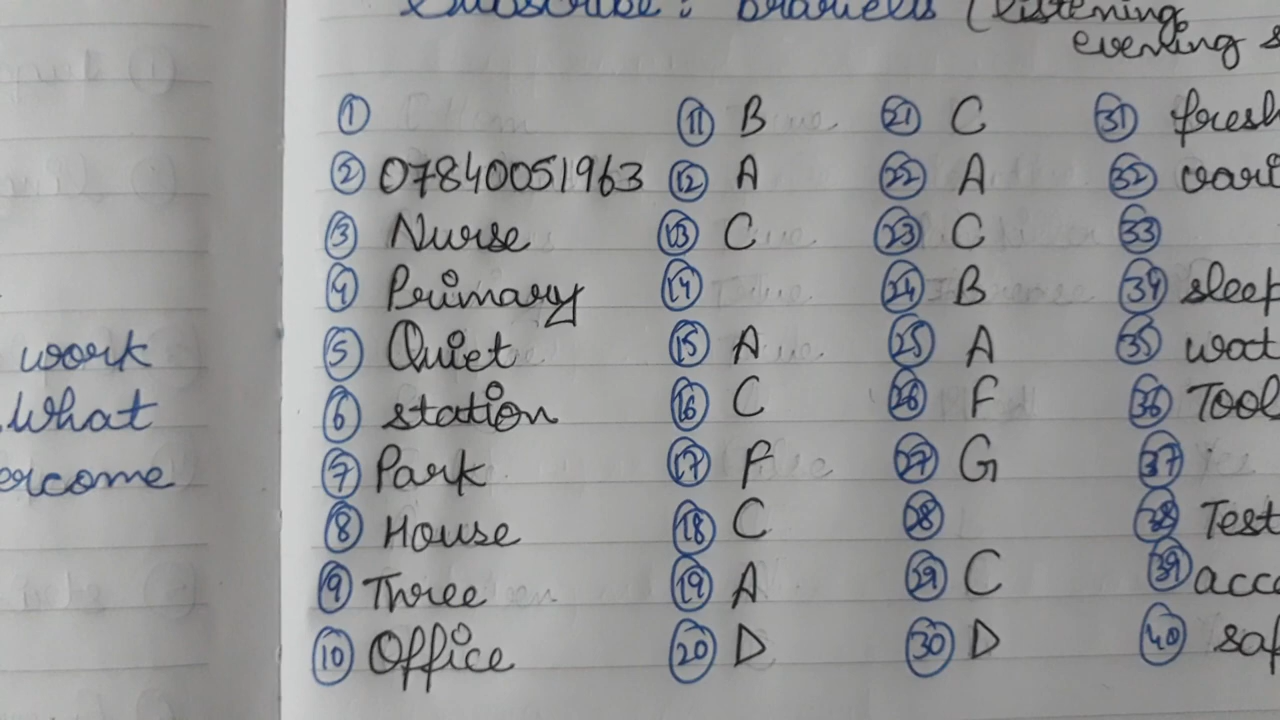 Subscribe: (listening,
evening s
① ⑪ B ㉑ C ㉛ fresh
② 07840051963 ⑫ A ㉒ A ㉜ vari
③ Nurse ⑬ C ㉓ C ㉝
④ Primary ⑭ ㉔ B ㉞ sleep
⑤ Quiet ⑮ A ㉕ A ㉟ wat
work
⑥ station ⑯ C ㉖ F ㊱ Tool
What
⑦ Park ⑰ F ㉗ G ㊲
ercome
⑧ House ⑱ C ㉘ ㊳ Test
⑨ Three ⑲ A ㉙ C ㊴ acce
⑩ Office ⑳ D ㉚ D ㊵ saf